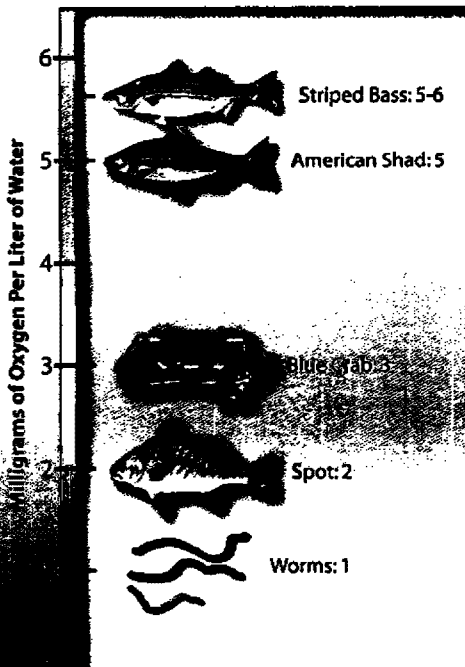 Milligrams of Oxygen Per Liter of Water
6
Striped Bass: 5-6
5
American Shad: 5
4
3
Blue Crab: 3
2
Spot: 2
Worms: 1